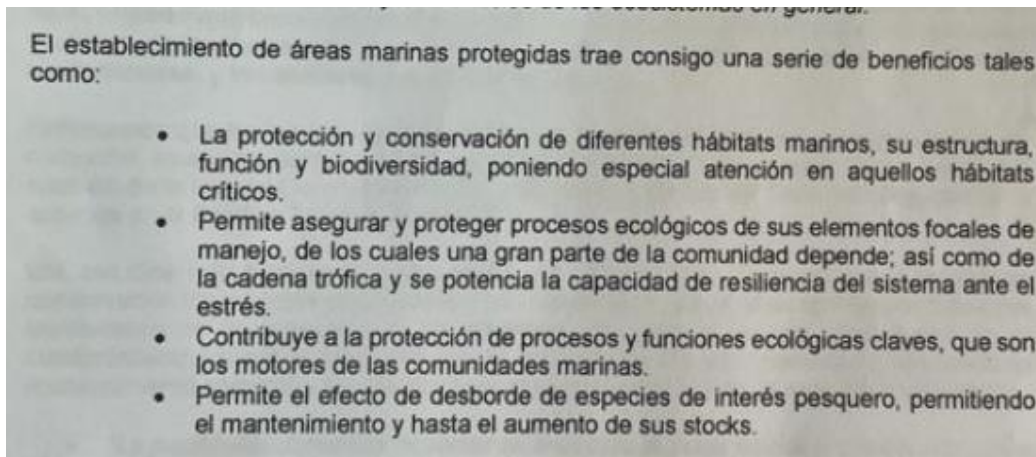 de los ecosistemas en general.
El establecimiento de áreas marinas protegidas trae consigo una serie de beneficios tales
como:
• La protección y conservación de diferentes hábitats marinos, su estructura,
función y biodiversidad, poniendo especial atención en aquellos hábitats
críticos.
• Permite asegurar y proteger procesos ecológicos de sus elementos focales de
manejo, de los cuales una gran parte de la comunidad depende; así como de
la cadena trófica y se potencia la capacidad de resiliencia del sistema ante el
estrés.
• Contribuye a la protección de procesos y funciones ecológicas claves, que son
los motores de las comunidades marinas.
• Permite el efecto de desborde de especies de interés pesquero, permitiendo
el mantenimiento y hasta el aumento de sus stocks.